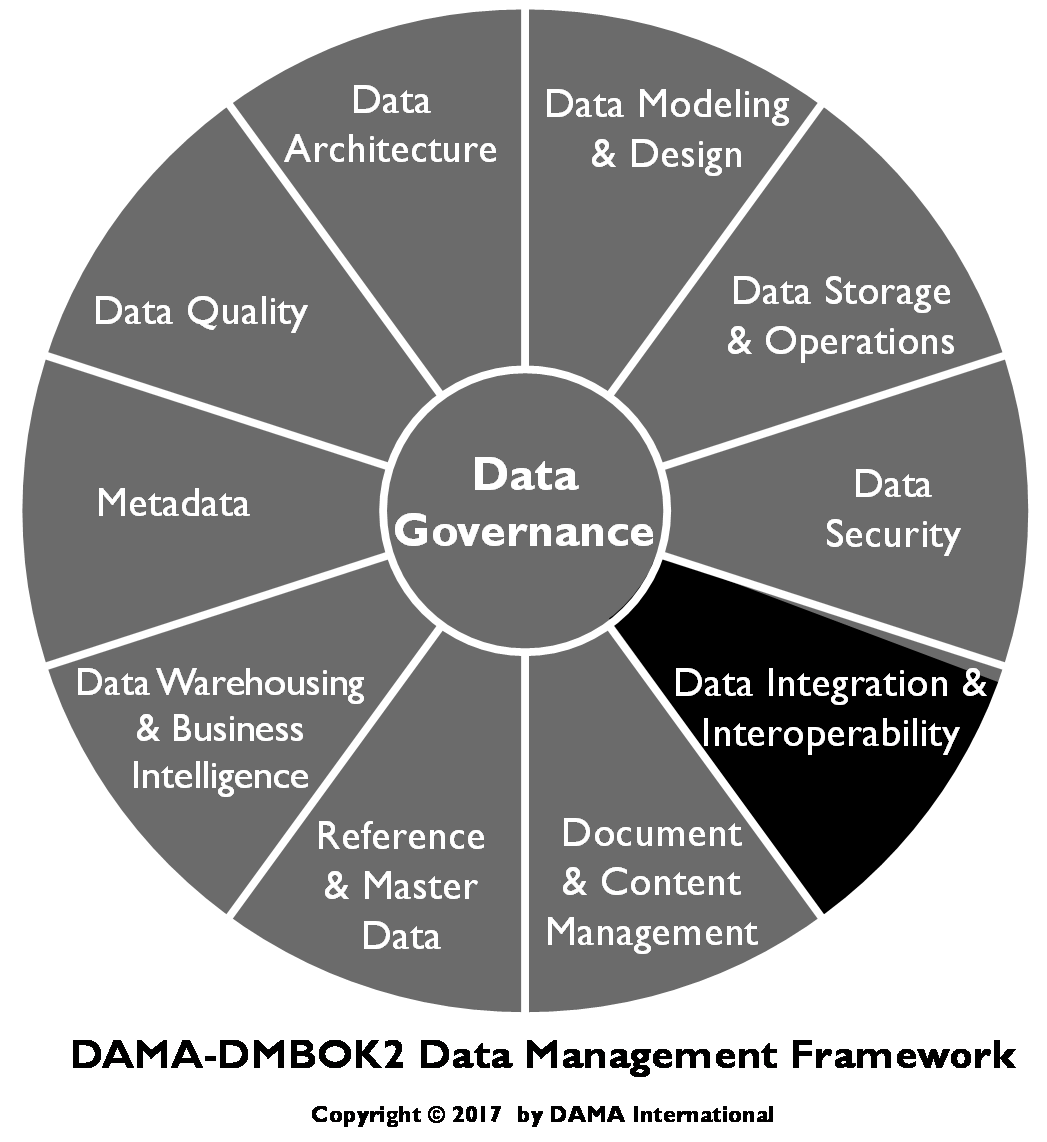 Data
Architecture
Data Modeling
& Design
Data Storage
& Operations
Data
Security
Data Integration &
Interoperability
Document
& Content
Management
Reference
& Master
Data
Data Warehousing
& Business
Intelligence
Metadata
Data Quality
Data
Governance
DAMA-DMBOK2 Data Management Framework
Copyright © 2017 by DAMA International